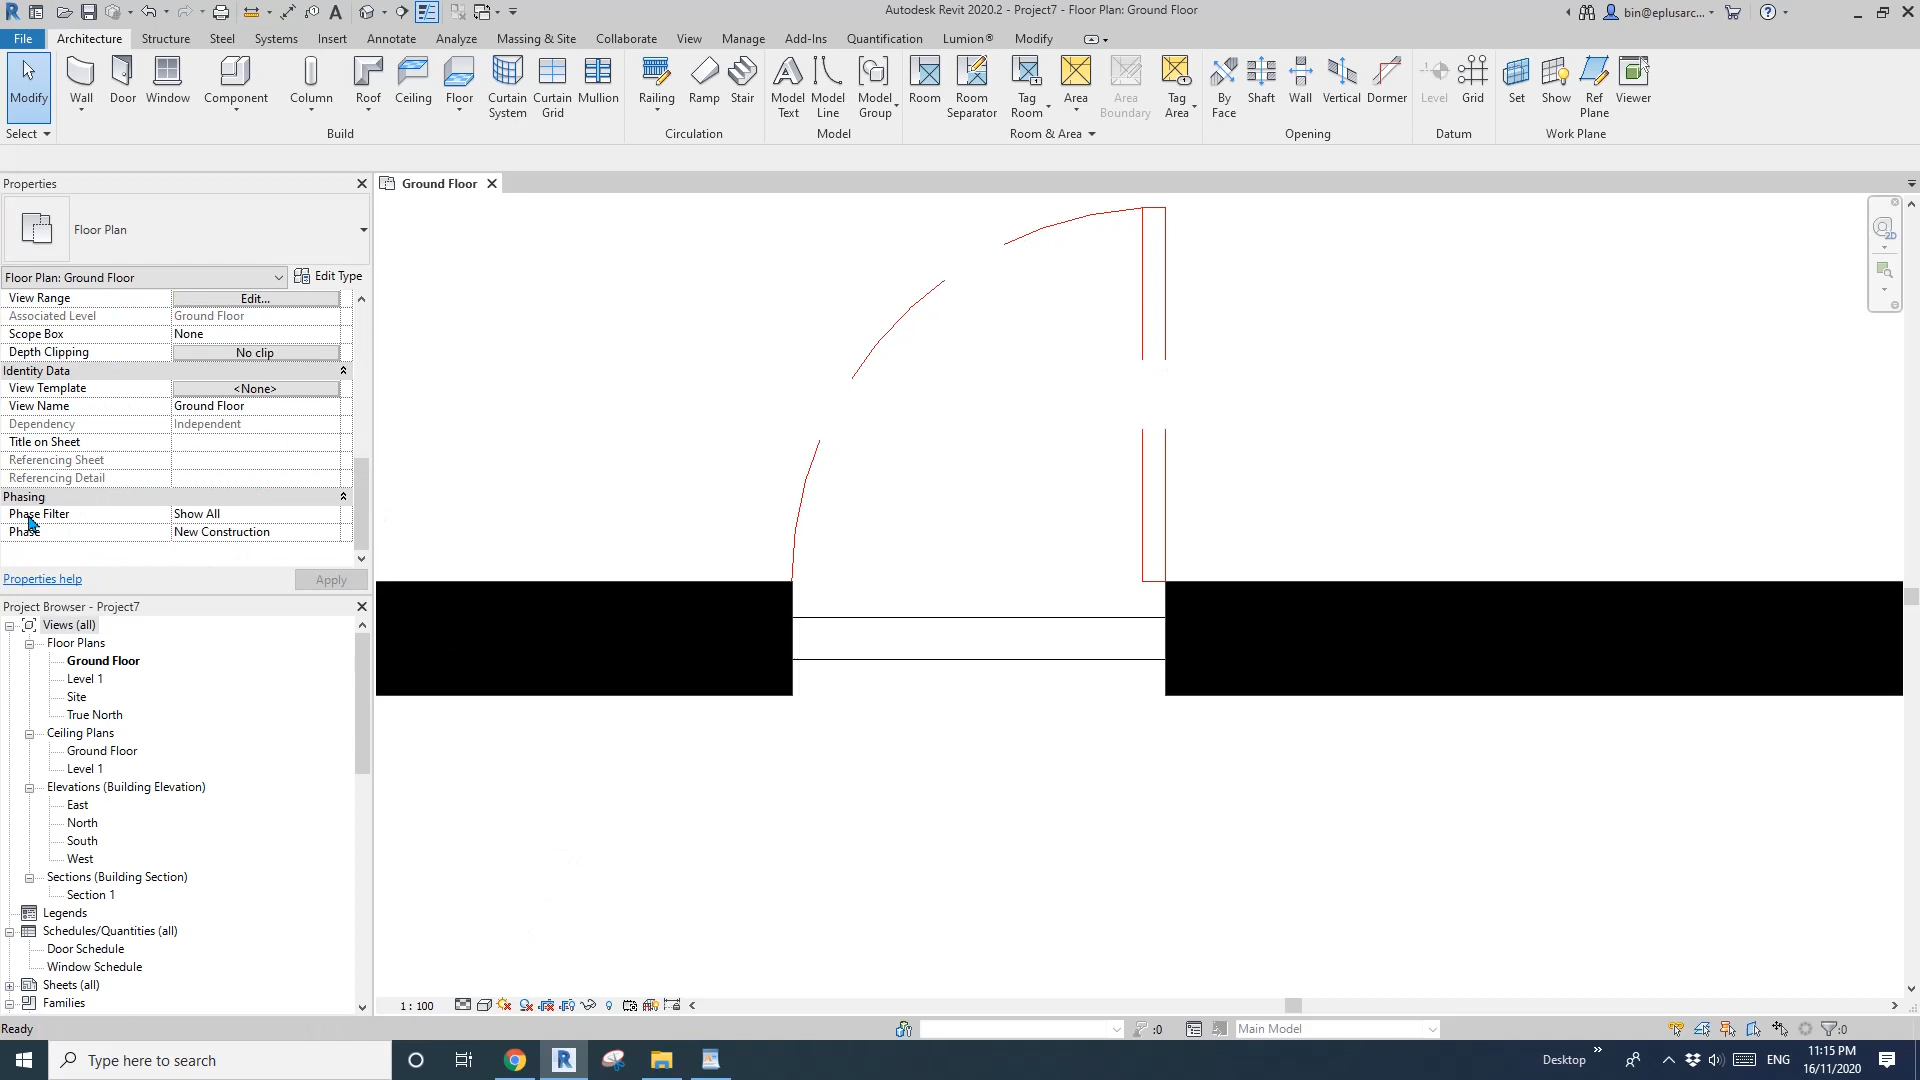 Autodesk Revit 2020.2 - Project7 - Floor Plan: Ground Floor
bin@eplusarc...
File Architecture Structure Steel Systems Insert Annotate Analyze Massing & Site Collaborate View Manage Add-Ins Quantification Lumion® Modify
Modify Wall Door Window Component Column Roof Ceiling Floor Curtain System Curtain Grid Mullion Railing Ramp Stair Model Text Model Line Model Group Room Room Separator Tag Room Area Area Boundary Tag Area By Face Shaft Wall Vertical Dormer Level Grid Set Show Ref Plane Viewer
Select Build Circulation Model Room & Area Opening Datum Work Plane
Properties
Ground Floor
Floor Plan
Floor Plan: Ground Floor Edit Type
View Range Edit...
Associated Level Ground Floor
Scope Box None
Depth Clipping No clip
Identity Data
View Template <None>
View Name Ground Floor
Dependency Independent
Title on Sheet
Referencing Sheet
Referencing Detail
Phasing
Phase Filter Show All
Phase New Construction
Properties help Apply
Project Browser - Project7
Views (all)
Floor Plans
Ground Floor
Level 1
Site
True North
Ceiling Plans
Ground Floor
Level 1
Elevations (Building Elevation)
East
North
South
West
Sections (Building Section)
Section 1
Legends
Schedules/Quantities (all)
Door Schedule
Window Schedule
Sheets (all)
Families
2D
1 : 100
Ready
:0
Main Model
:0
Type here to search
Desktop
ENG
11:15 PM
16/11/2020